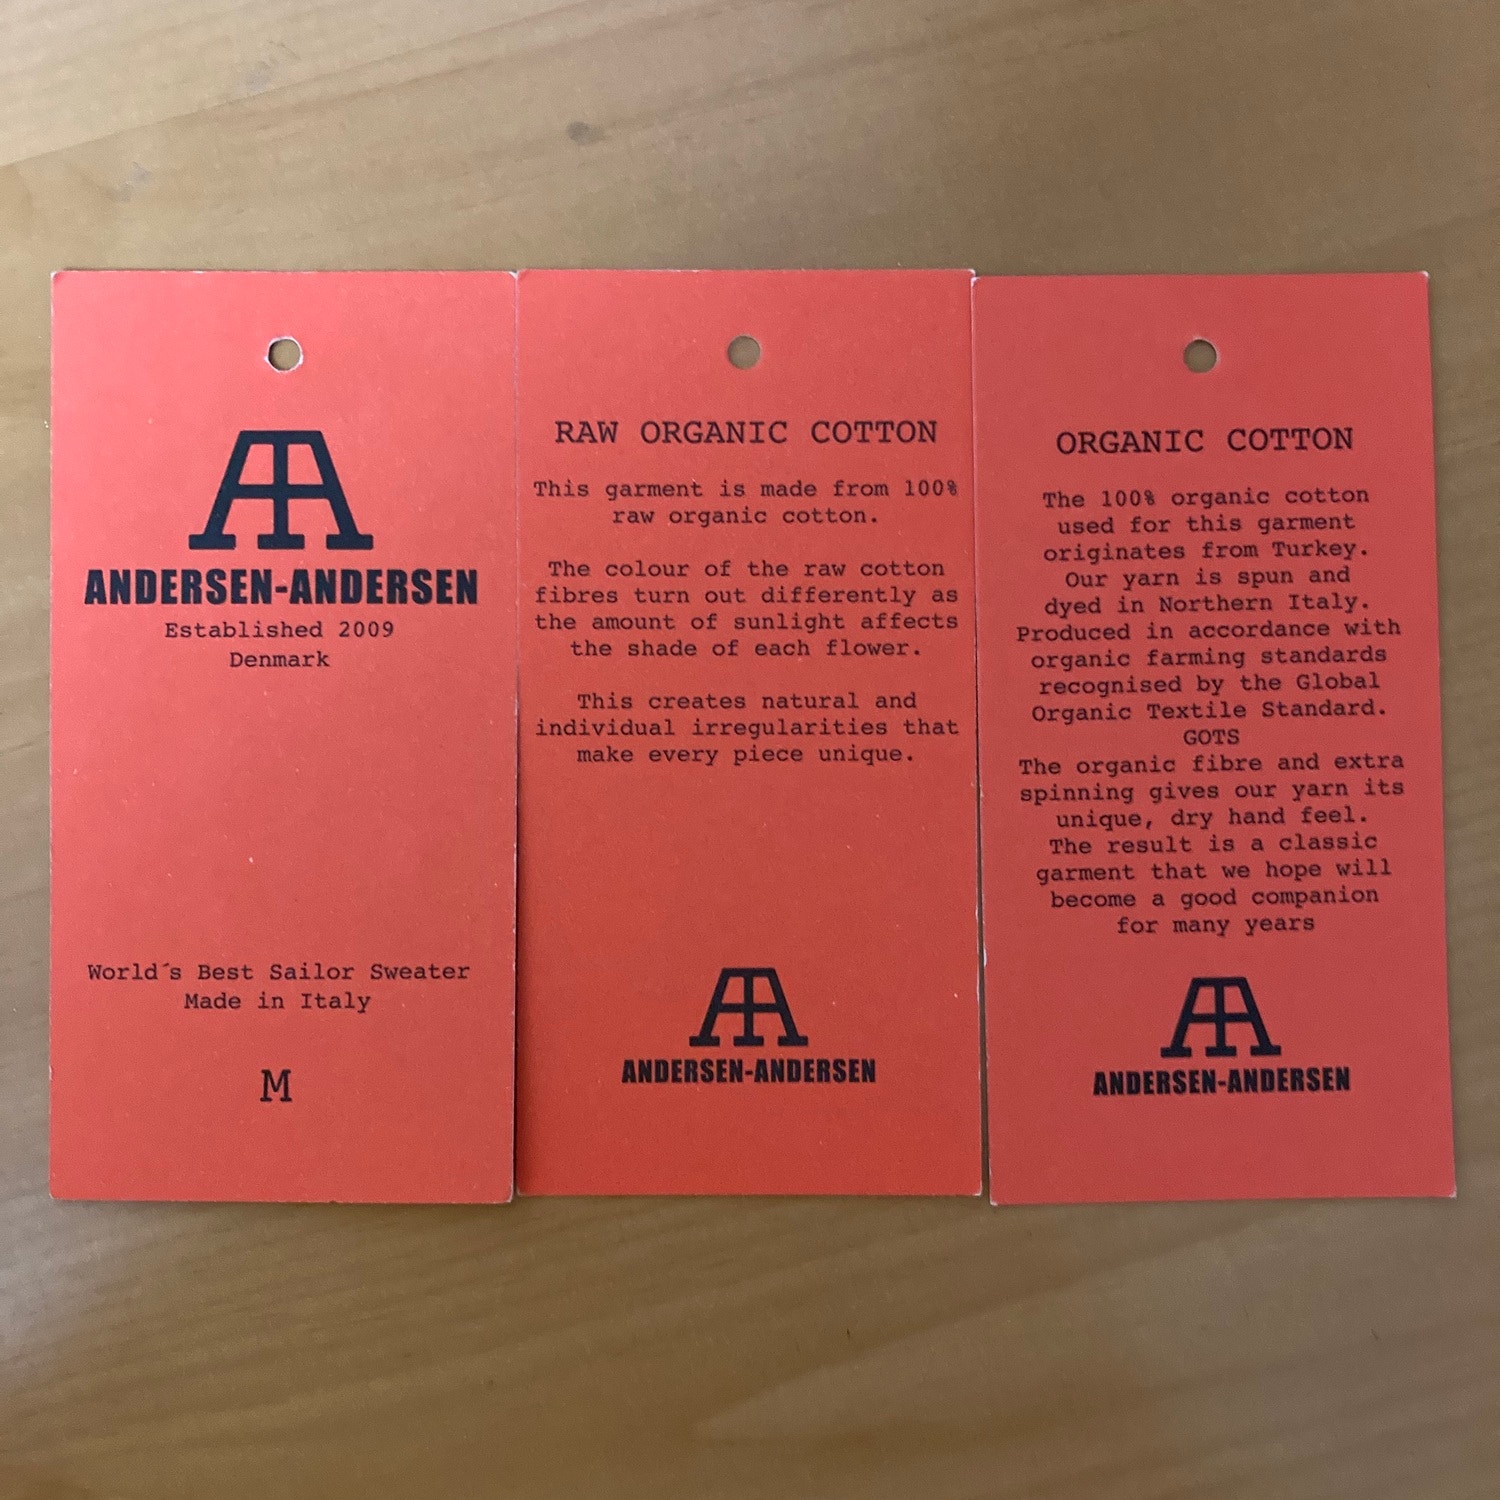 ANDERSEN-ANDERSEN
Established 2009
Denmark
World´s Best Sailor Sweater
Made in Italy
M
RAW ORGANIC COTTON
This garment is made from 100%
raw organic cotton.
The colour of the raw cotton
fibres turn out differently as
the amount of sunlight affects
the shade of each flower.
This creates natural and
individual irregularities that
make every piece unique.
ANDERSEN-ANDERSEN
ORGANIC COTTON
The 100% organic cotton
used for this garment
originates from Turkey.
Our yarn is spun and
dyed in Northern Italy.
Produced in accordance with
organic farming standards
recognised by the Global
Organic Textile Standard.
GOTS
The organic fibre and extra
spinning gives our yarn its
unique, dry hand feel.
The result is a classic
garment that we hope will
become a good companion
for many years
ANDERSEN-ANDERSEN